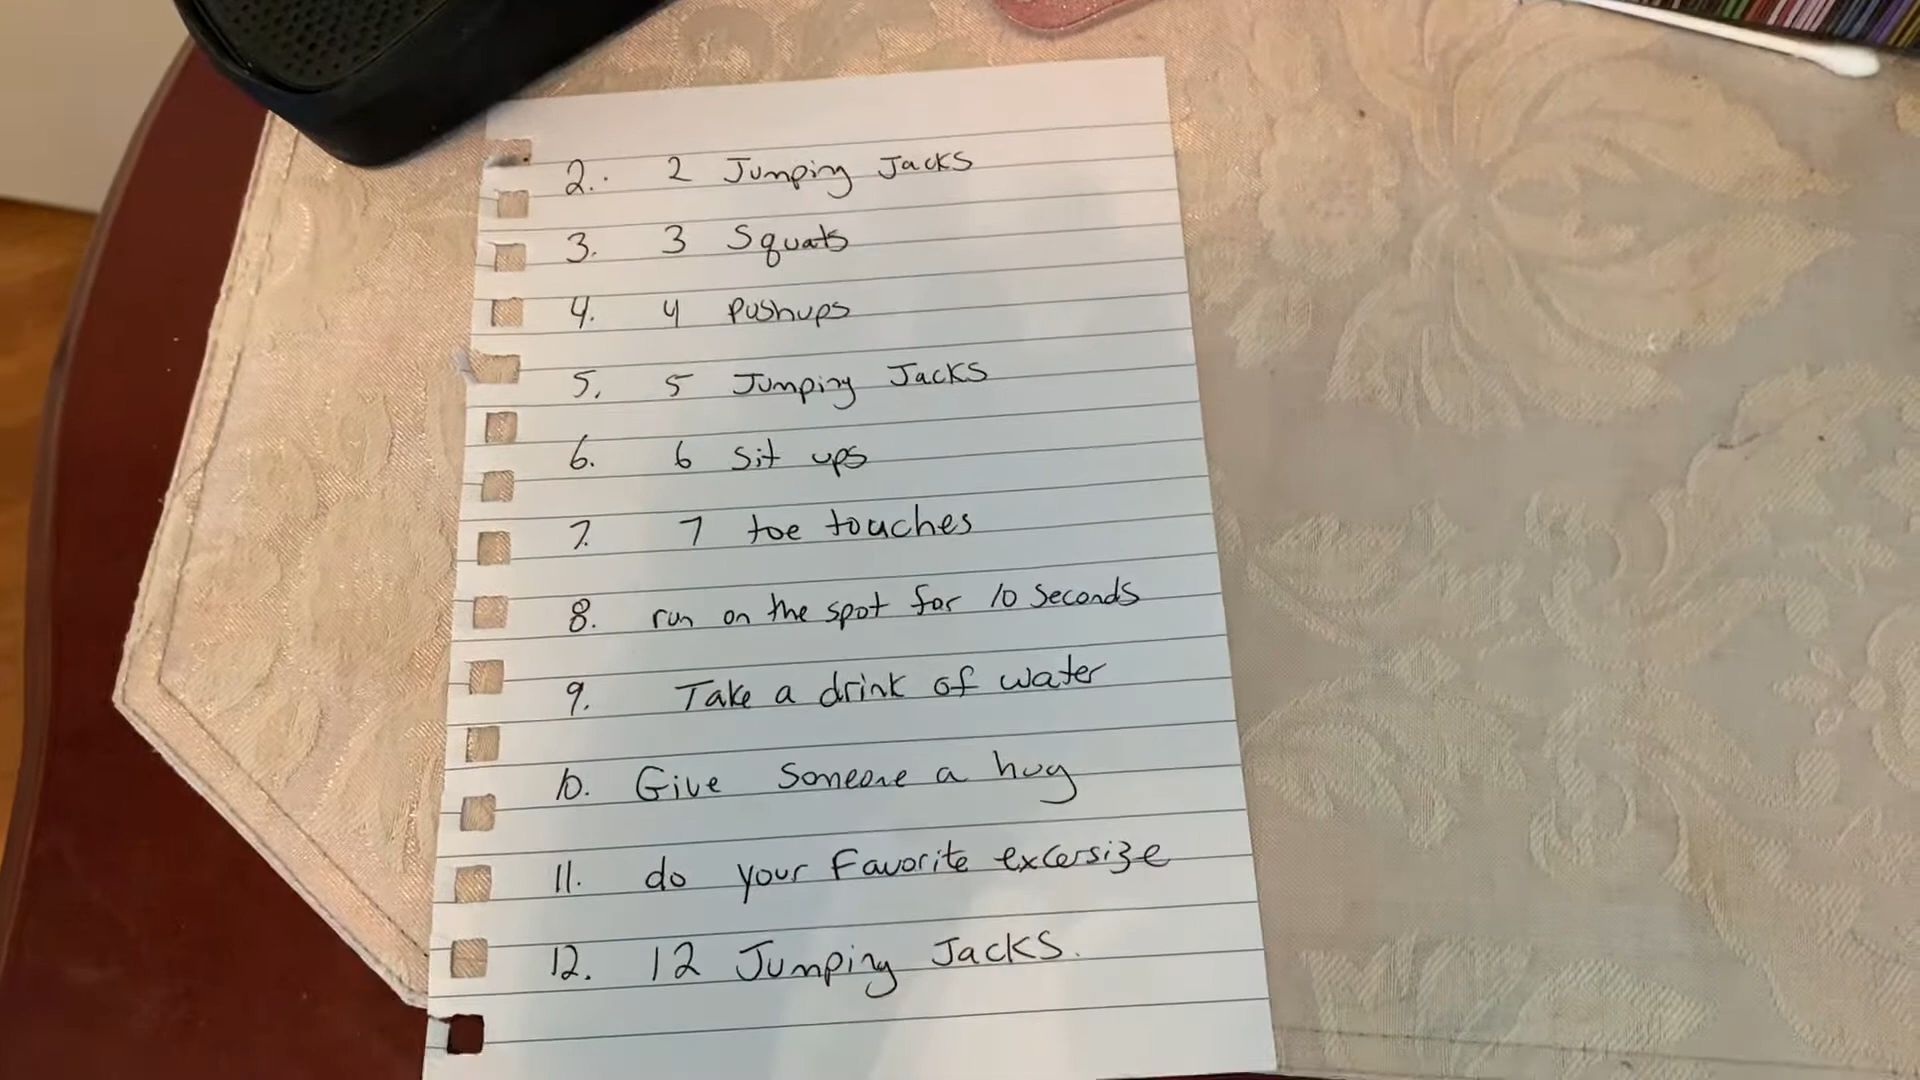 2.. 2 Jumping Jacks
3. 3 Squats
4. 4 Pushups
5. 5 Jumping Jacks
6. 6 sit ups
7. 7 toe touches
8. run on the spot for 10 seconds
9. Take a drink of water
10. Give Someone a hug
11. do your Favorite excersize
12. 12 Jumping Jacks.